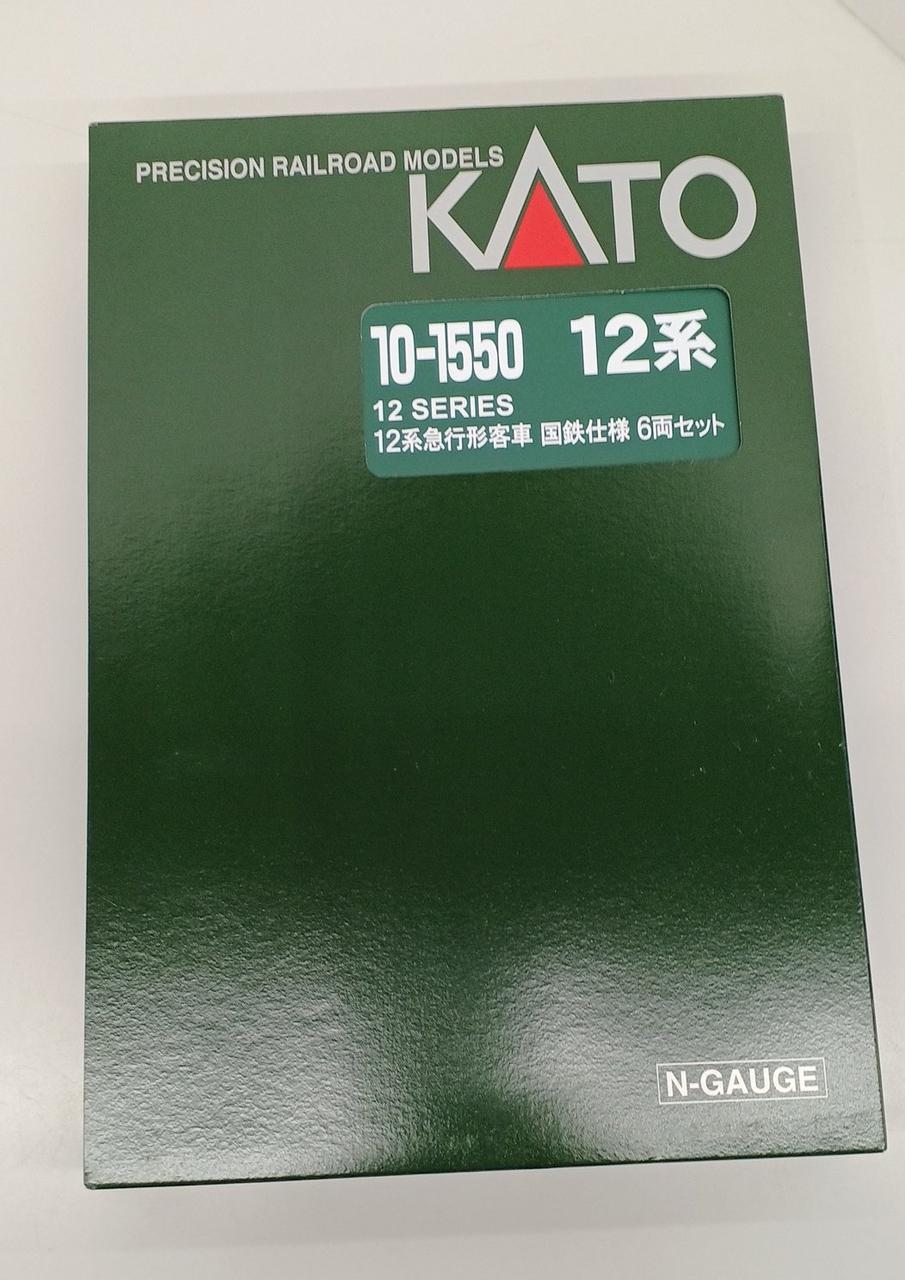 PRECISION RAILROAD MODELS
KATO
10-1550 12系
12 SERIES
12系急行形客車 国鉄仕様 6両セット
N-GAUGE